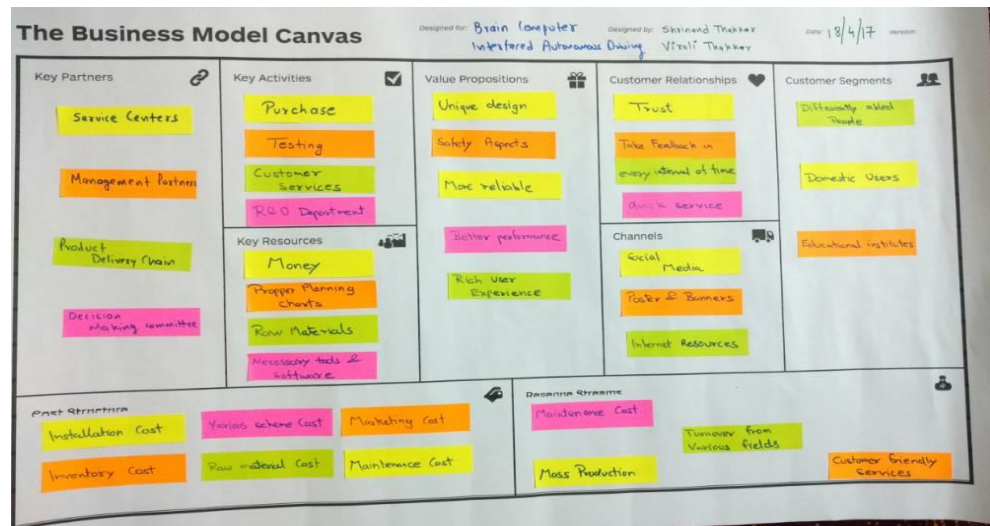 The Business Model Canvas
Designed for: Brain Computer
Interfaced Autonomous Driving
Designed by: Shrinand Thakkar
Virali Thakkar
Date: 18/4/17
Version:
Key Partners
Service Centers
Management Partners
Product
Delivery Chain
Decision
Making committee
Key Activities
Purchase
Testing
Customer
Services
R&D Department
Key Resources
Money
Propper Planning
charts
Raw Materials
Necessary tools &
Software
Value Propositions
Unique design
Safety Aspects
More reliable
Better performance
Rich User
Experience
Customer Relationships
Trust
Take Feedback in
every interval of time
Quick service
Channels
Social
Media
Poster & Banners
Internet Resources
Customer Segments
Differently abled
People
Domestic Users
Educational institutes
Cost Structure
Installation Cost
Various scheme Cost
Marketing Cost
Inventory Cost
Raw material Cost
Maintenance Cost
Revenue Streams
Maintenance Cost
Turnover from
Various fields
Mass Production
Customer friendly
Services